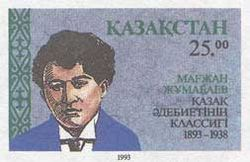 ҚАЗАҚСТАН
25.00
МАҒЖАН
ЖҰМАБАЕВ
ҚАЗАҚ
ӘДЕБИЕТІНІҢ
КЛАССИГІ
1893-1938
1993